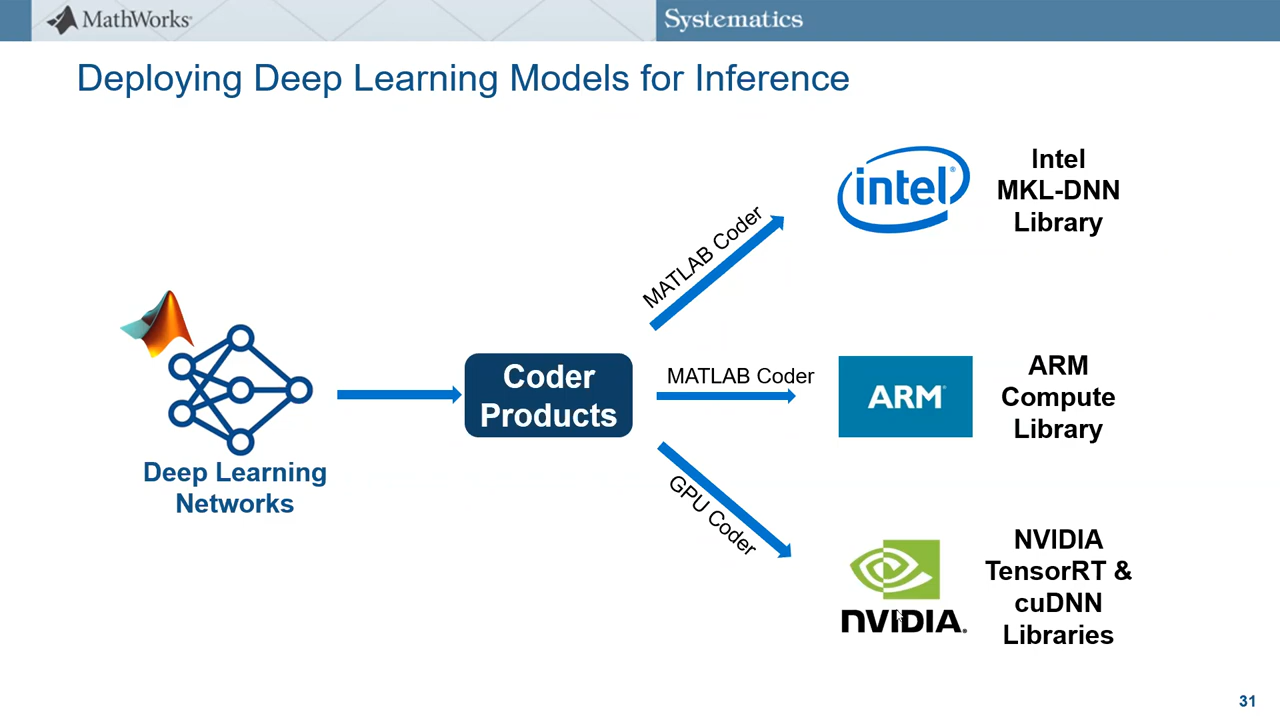 MathWorks®
Systematics
Deploying Deep Learning Models for Inference
Deep Learning
Networks
Coder
Products
MATLAB Coder
intel®
Intel
MKL-DNN
Library
MATLAB Coder
ARM®
ARM
Compute
Library
GPU Coder
NVIDIA®
NVIDIA
TensorRT &
cuDNN
Libraries
31